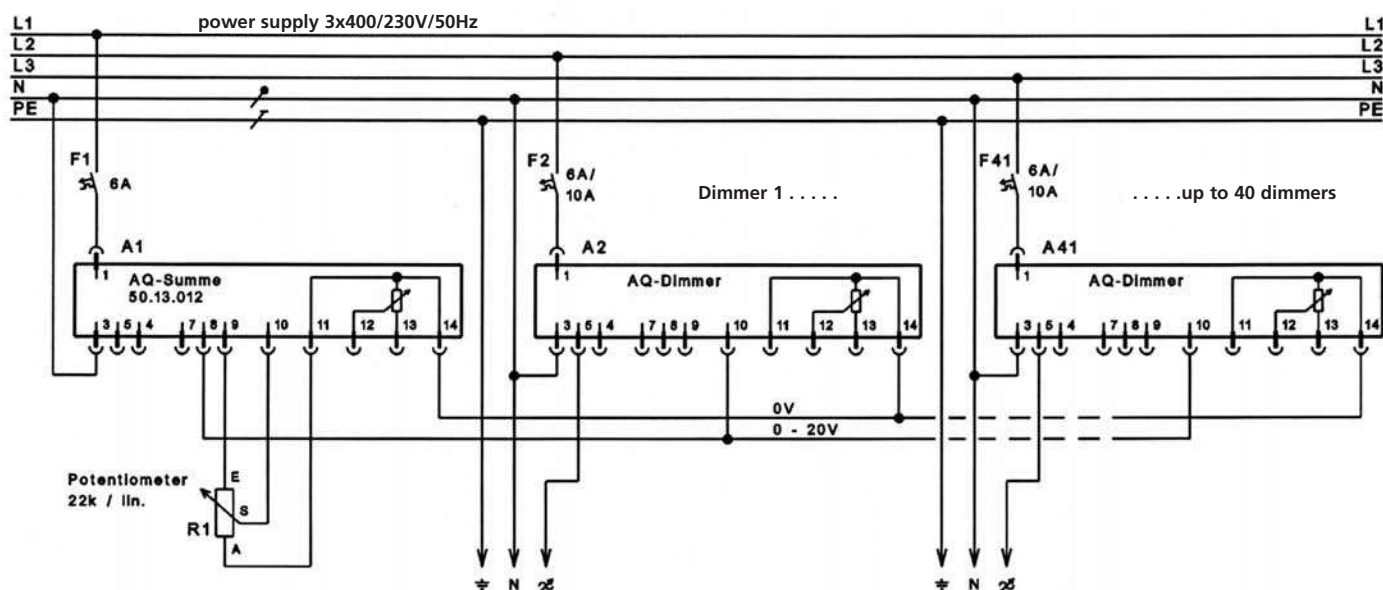 L1 power supply 3x400/230V/50Hz L1
L2 L2
L3 L3
N N
PE PE
F1 6A
F2 6A/
10A
Dimmer 1 . . . . .
F41 6A/
10A
. . . . .up to 40 dimmers
A1
A2
A41
1 AQ-Summe
50.13.012
3 5 4 7 8 9 10 11 12 13 14
1 AQ-Dimmer
3 5 4 7 8 9 10 11 12 13 14
1 AQ-Dimmer
3 5 4 7 8 9 10 11 12 13 14
0V
0 - 20V
Potentiometer
22k / lin.
R1
E
S
A
N
N